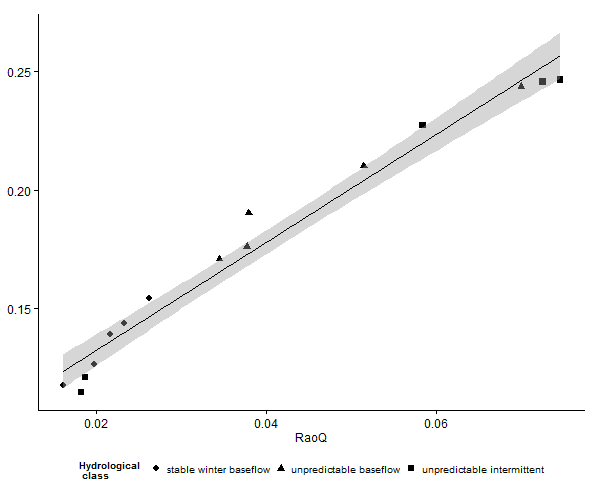 0.25
0.20
0.15
0.02 0.04 0.06
RaoQ
Hydrological class stable winter baseflow unpredictable baseflow unpredictable intermittent